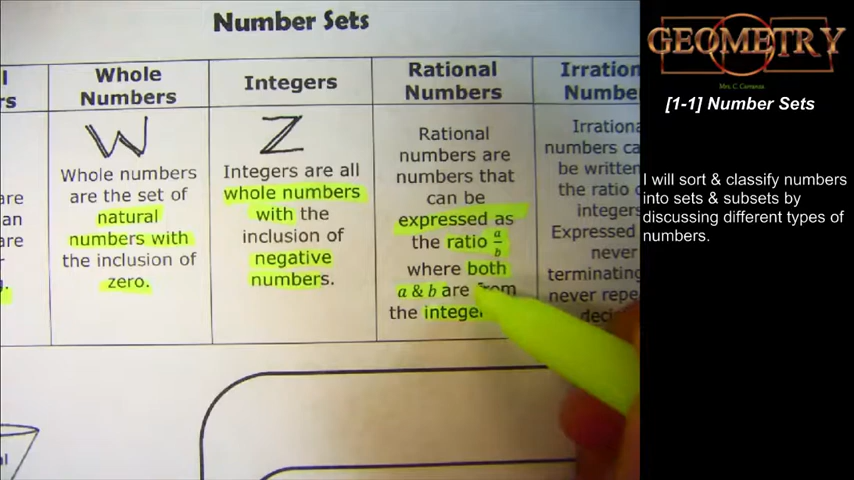 Number Sets
Whole
Numbers
W
Whole numbers
are the set of
natural
numbers with
the inclusion of
zero.
Integers
Z
Integers are all
whole numbers
with the
inclusion of
negative
numbers.
Rational
Numbers
Rational
numbers are
numbers that
can be
expressed as
the ratio a/b
where both
a & b are from
the
Irration
Numbe
Irrationa
numbers ca
be written
the ratio
integers
Expressed
never
terminating
never repe
deci
GEOMETRY
[1-1] Number Sets
I will sort & classify numbers
into sets & subsets by
discussing different types of
numbers.